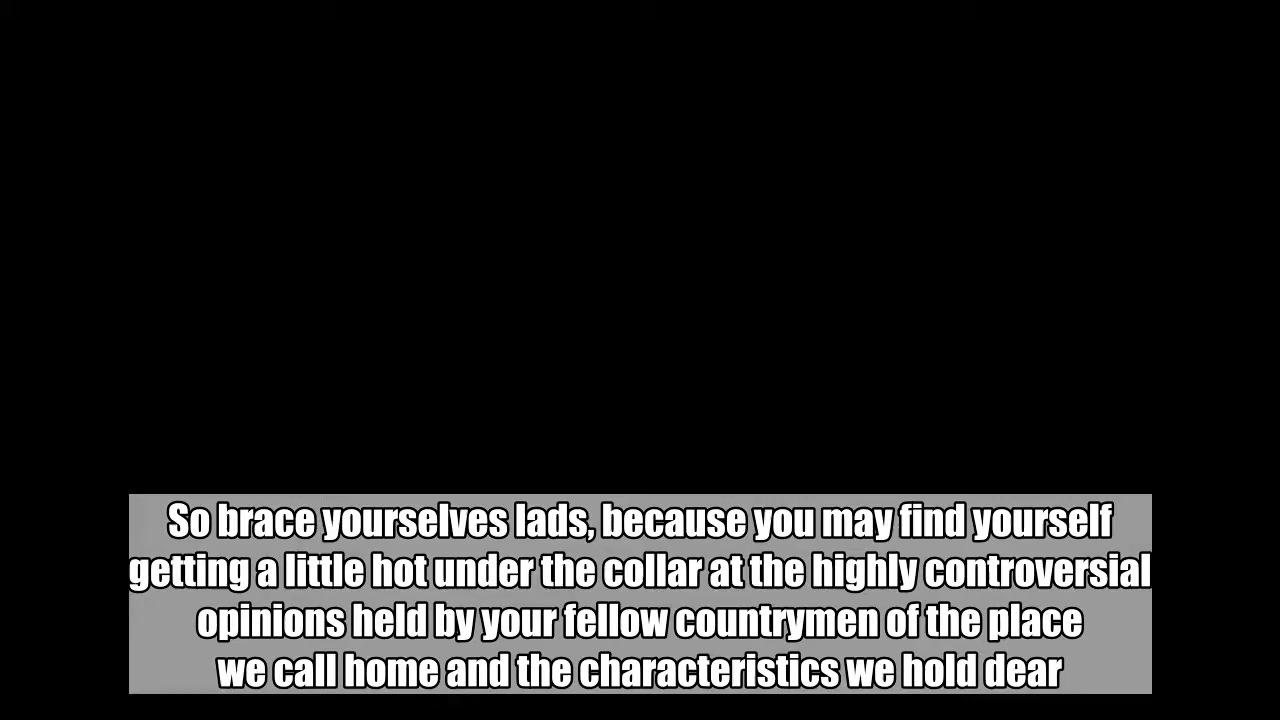 So brace yourselves lads, because you may find yourself
getting a little hot under the collar at the highly controversial
opinions held by your fellow countrymen of the place
we call home and the characteristics we hold dear